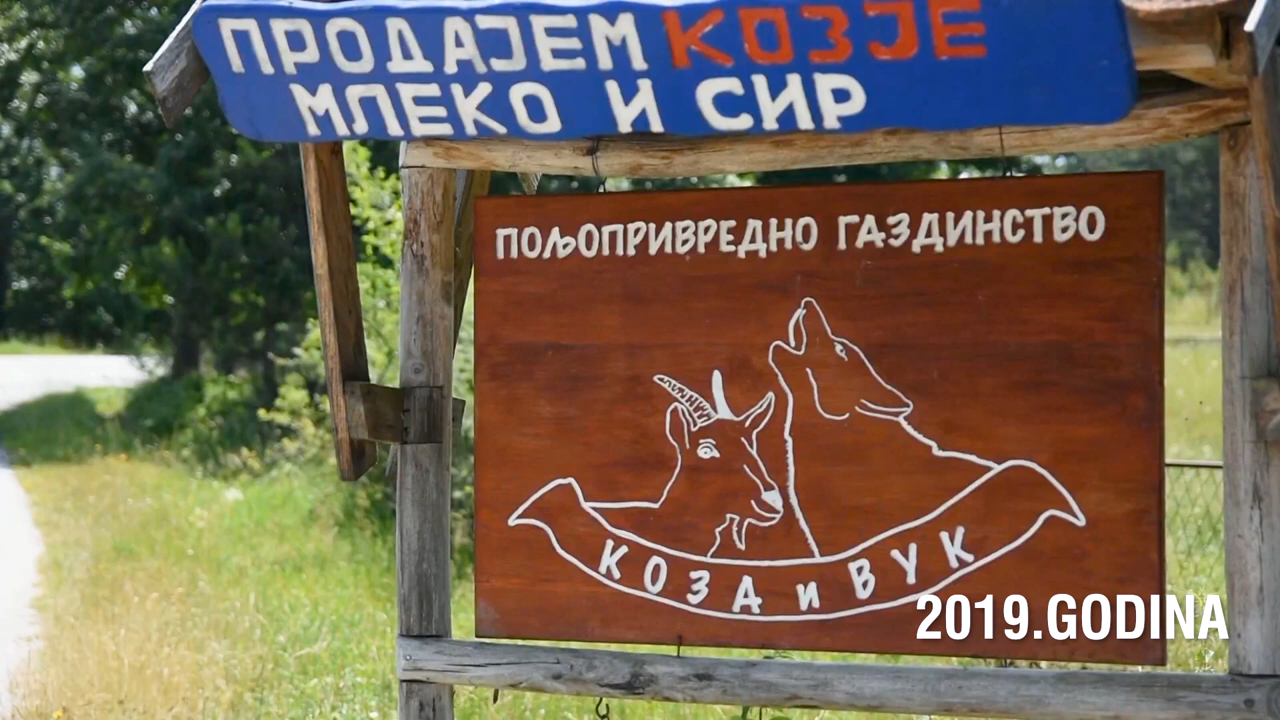 ПРОДАЈЕМ КОЗЈЕ
МЛЕКО И СИР
ПОЉОПРИВРЕДНО ГАЗДИНСТВО
КОЗА и ВУК
2019.GODINA